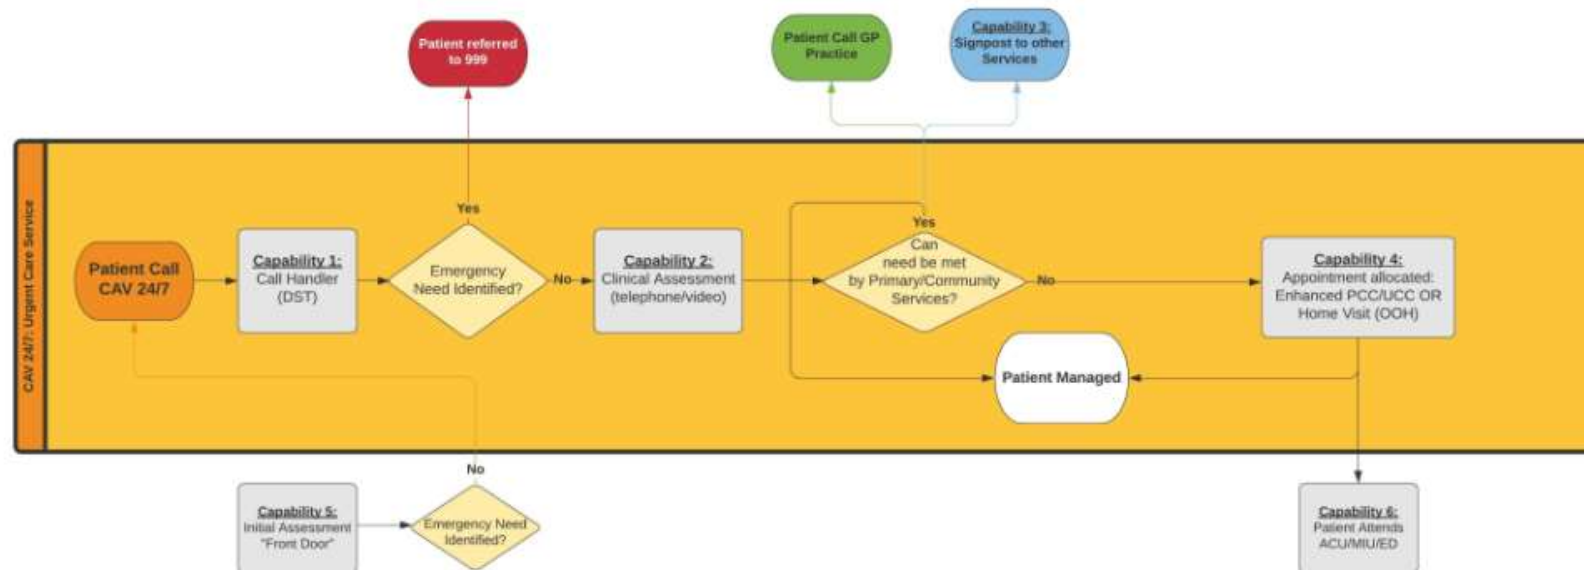 Patient referred
to 999
Patient Call GP
Practice
Capability 3:
Signpost to other
Services
CAV 24/7: Urgent Care Service
Patient Call
CAV 24/7
Capability 1:
Call Handler
(DST)
Yes
Emergency
Need Identified?
No
Capability 2:
Clinical Assessment
(telephone/video)
Yes
Can
need be met
by Primary/Community
Services?
No
Capability 4:
Appointment allocated:
Enhanced PCC/UCC OR
Home Visit (OOH)
Patient Managed
No
Capability 5:
Initial Assessment
"Front Door"
Emergency Need
Identified?
Capability 6:
Patient Attends
ACU/MIU/ED